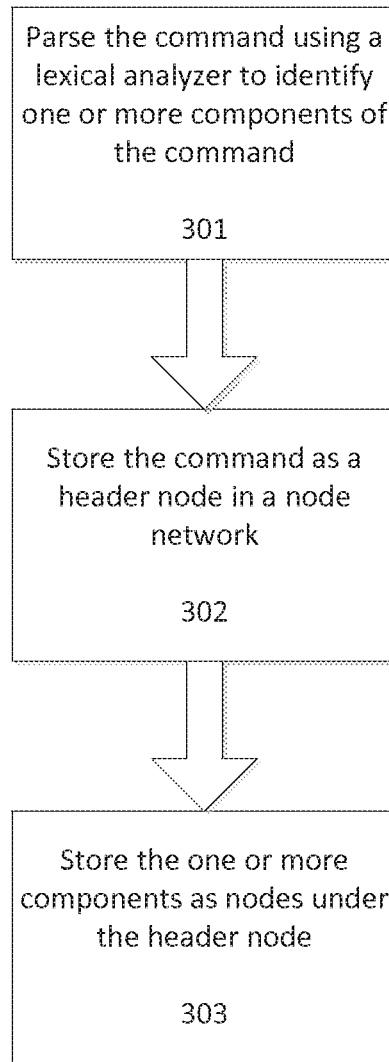 Parse the command using a
lexical analyzer to identify
one or more components of
the command
301
Store the command as a
header node in a node
network
302
Store the one or more
components as nodes under
the header node
303